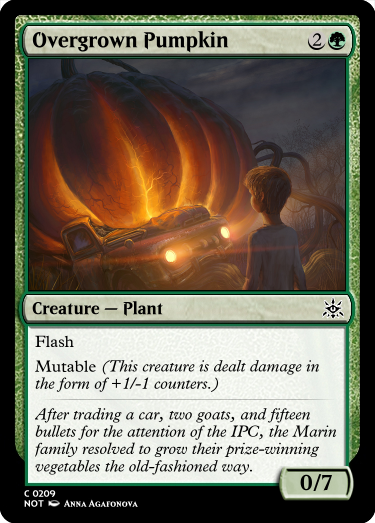 Overgrown Pumpkin 2
Creature — Plant
Flash
Mutable (This creature is dealt damage in
the form of +1/-1 counters.)
After trading a car, two goats, and fifteen
bullets for the attention of the IPC, the Marin
family resolved to grow their prize-winning
vegetables the old-fashioned way.
0/7
C 0209
NOT Anna Agafonova